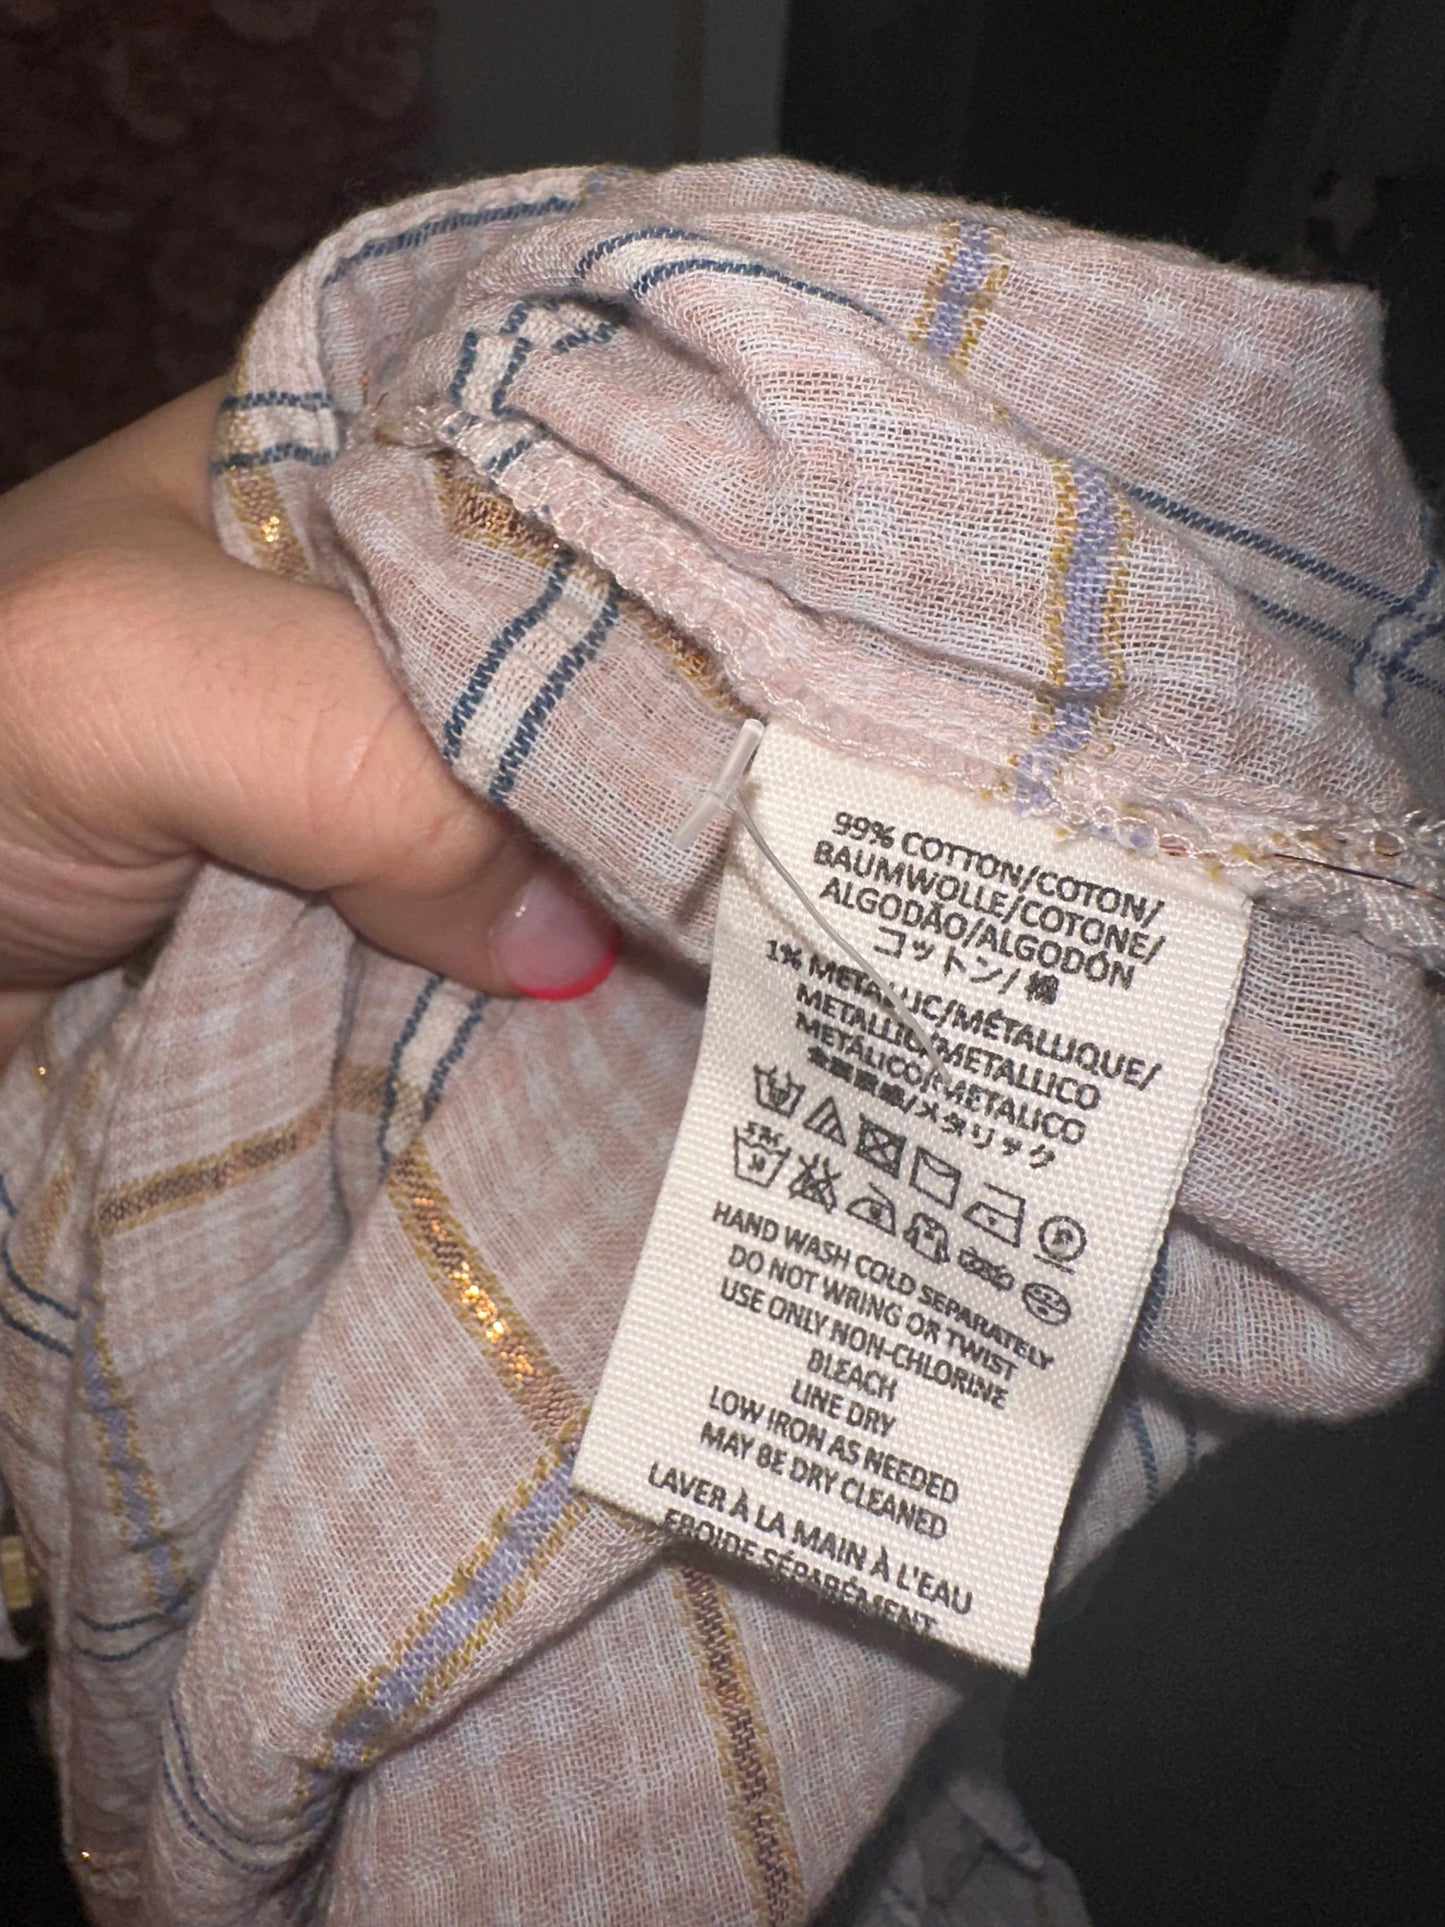 99% COTTON/COTON/
BAUMWOLLE/COTONE/
ALGODÃO/ALGODÓN
コットン/ 綿
1% METALLIC/MÉTALLIQUE/
METALLIC/METALLICO
METÁLICO/METALICO
/メタリック
HAND WASH COLD SEPARATELY
DO NOT WRING OR TWIST
USE ONLY NON-CHLORINE
BLEACH
LINE DRY
LOW IRON AS NEEDED
MAY BE DRY CLEANED
LAVER À LA MAIN À L'EAU
FROIDE SÉPARÉMENT